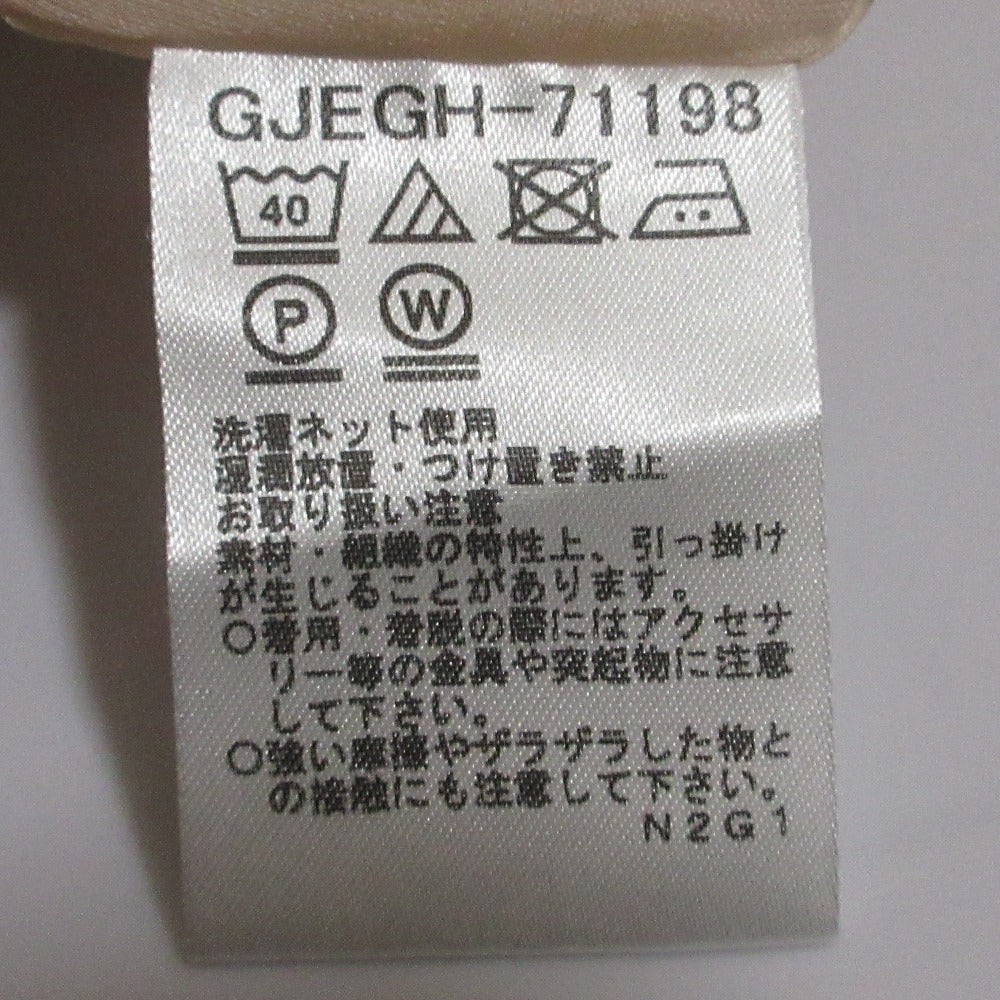 GJEGH-71198
40
P W
洗濯ネット使用
湿潤放置・つけ置き禁止
お取り扱い注意
素材・組織の特性上、引っ掛け
が生じることがあります。
○着用・着脱の際にはアクセサ
リー等の金具や突起物に注意
して下さい。
○強い摩擦やザラザラした物と
の接触にも注意して下さい。
N2G1